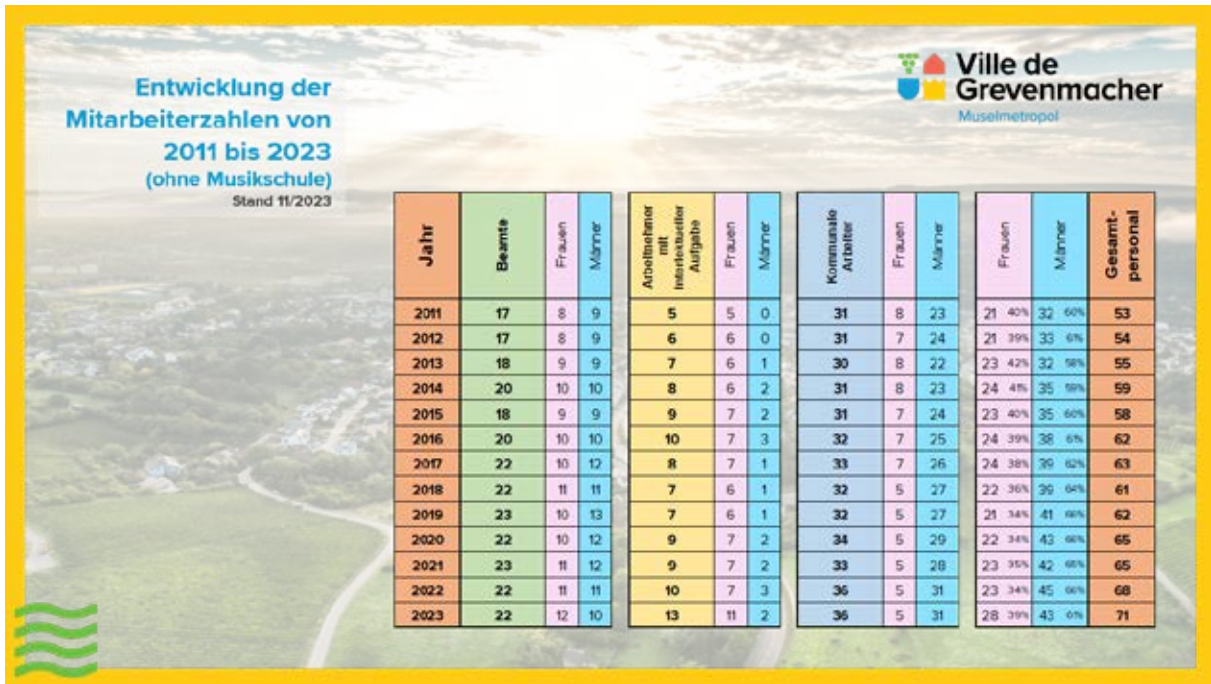 Entwicklung der
Mitarbeiterzahlen von
2011 bis 2023
(ohne Musikschule)
Stand 11/2023
Ville de
Grevenmacher
Muselmetropol
Jahr Beamte Frauen Männer Arbeitnehmer mit Interlektueller Aufgabe Frauen Männer Kommunale Arbeiter Frauen Männer Frauen Männer Gesamt-personal
2011 17 8 9 5 5 0 31 8 23 21 40% 32 60% 53
2012 17 8 9 6 6 0 31 7 24 21 39% 33 61% 54
2013 18 9 9 7 6 1 30 8 22 23 42% 32 58% 55
2014 20 10 10 8 6 2 31 8 23 24 41% 35 59% 59
2015 18 9 9 9 7 2 31 7 24 23 40% 35 60% 58
2016 20 10 10 10 7 3 32 7 25 24 39% 38 61% 62
2017 22 10 12 8 7 1 33 7 26 24 38% 39 62% 63
2018 22 11 11 7 6 1 32 5 27 22 36% 39 64% 61
2019 23 10 13 7 6 1 32 5 27 21 34% 41 66% 62
2020 22 10 12 9 7 2 34 5 29 22 34% 43 66% 65
2021 23 11 12 9 7 2 33 5 28 23 35% 42 65% 65
2022 22 11 11 10 7 3 36 5 31 23 34% 45 66% 68
2023 22 12 10 13 11 2 36 5 31 28 39% 43 61% 71